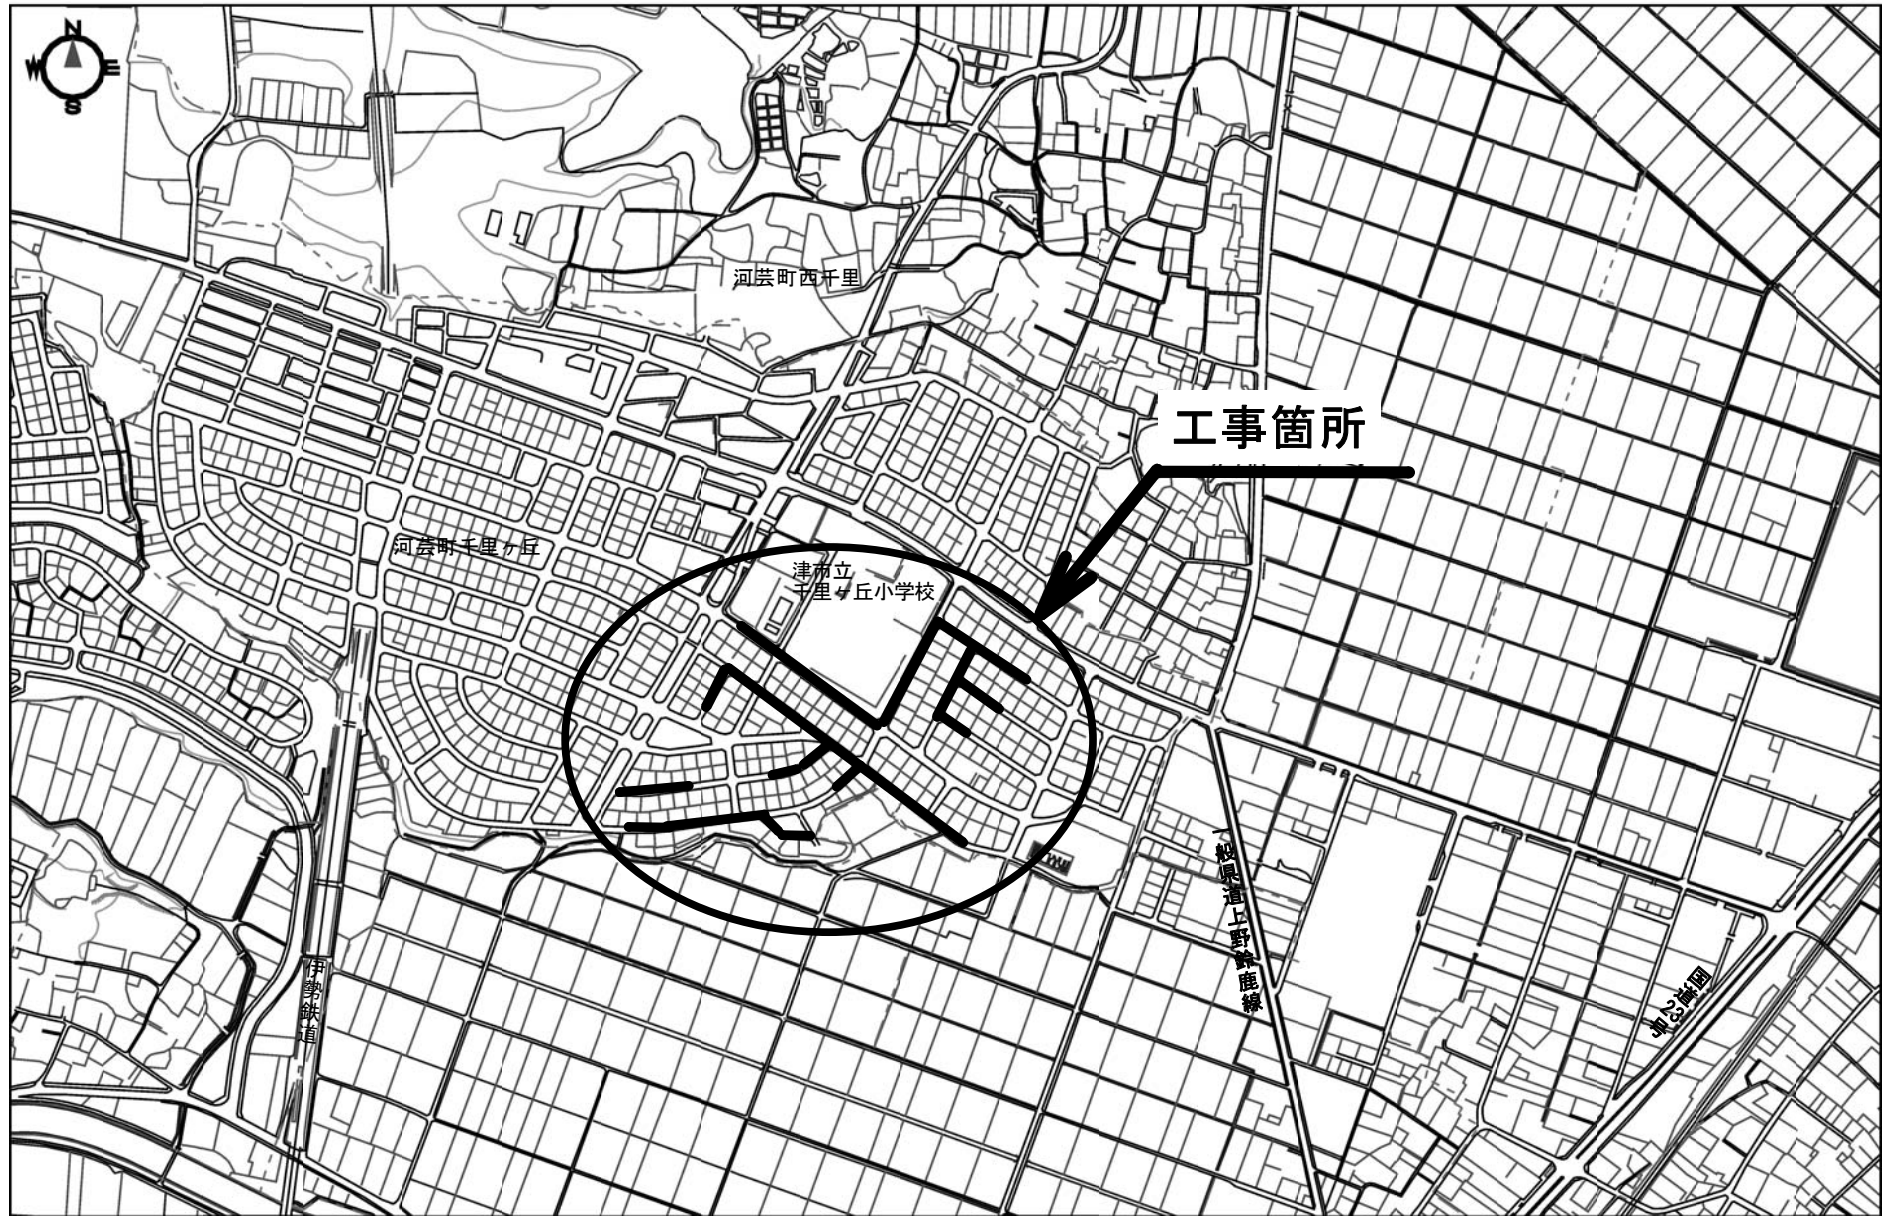 N
W
E
S
河芸町西千里
工事箇所
河芸町千里ヶ丘
津市立
千里ヶ丘小学校
一般県道上野鈴鹿線
伊勢鉄道
国道23号